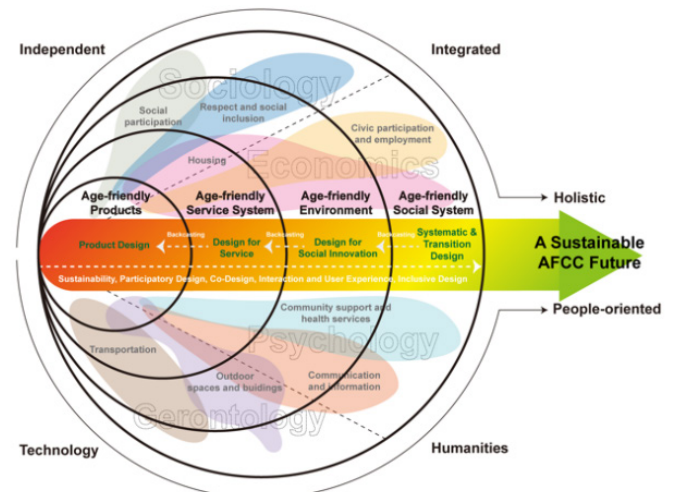 Independent
Integrated
Sociology
Social
participation
Respect and social
inclusion
Civic participation
and employment
Housing
Economics
Age-friendly
Products
Age-friendly
Service System
Age-friendly
Environment
Age-friendly
Social System
Holistic
Product Design
Backcasting
Design for
Service
Backcasting
Design for
Social Innovation
Backcasting
Systematic &
Transition
Design
A Sustainable
AFCC Future
Sustainability, Participatory Design, Co-Design, Interaction and User Experience, Inclusive Design
People-oriented
Community support and
health services
Psychology
Transportation
Outdoor
spaces and buidings
Communication
and information
Gerontology
Technology
Humanities